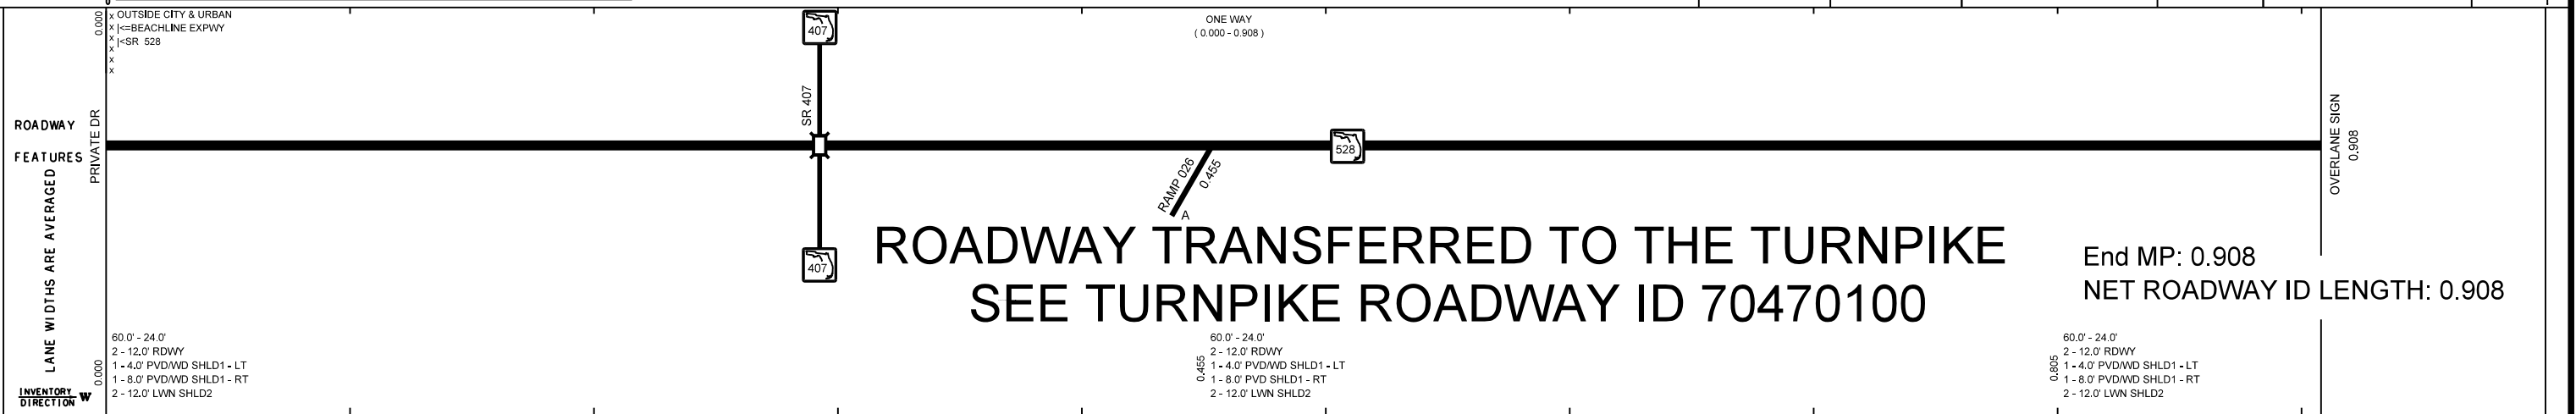 0.000
x OUTSIDE CITY & URBAN
x |<=BEACHLINE EXPWY
x |<SR 528
x
x
407
ONE WAY
( 0.000 - 0.908 )
ROADWAY
FEATURES
LANE WIDTHS ARE AVERAGED
PRIVATE DR
SR 407
528
RAMP 026
0.455
A
OVERLANE SIGN
0.908
407
ROADWAY TRANSFERRED TO THE TURNPIKE
SEE TURNPIKE ROADWAY ID 70470100
End MP: 0.908
NET ROADWAY ID LENGTH: 0.908
0.000
60.0' - 24.0'
2 - 12.0' RDWY
1 - 4.0' PVD/WD SHLD1 - LT
1 - 8.0' PVD/WD SHLD1 - RT
2 - 12.0' LWN SHLD2
0.455
60.0' - 24.0'
2 - 12.0' RDWY
1 - 4.0' PVD/WD SHLD1 - LT
1 - 8.0' PVD SHLD1 - RT
2 - 12.0' LWN SHLD2
0.805
60.0' - 24.0'
2 - 12.0' RDWY
1 - 4.0' PVD/WD SHLD1 - LT
1 - 8.0' PVD/WD SHLD1 - RT
2 - 12.0' LWN SHLD2
INVENTORY
DIRECTION W